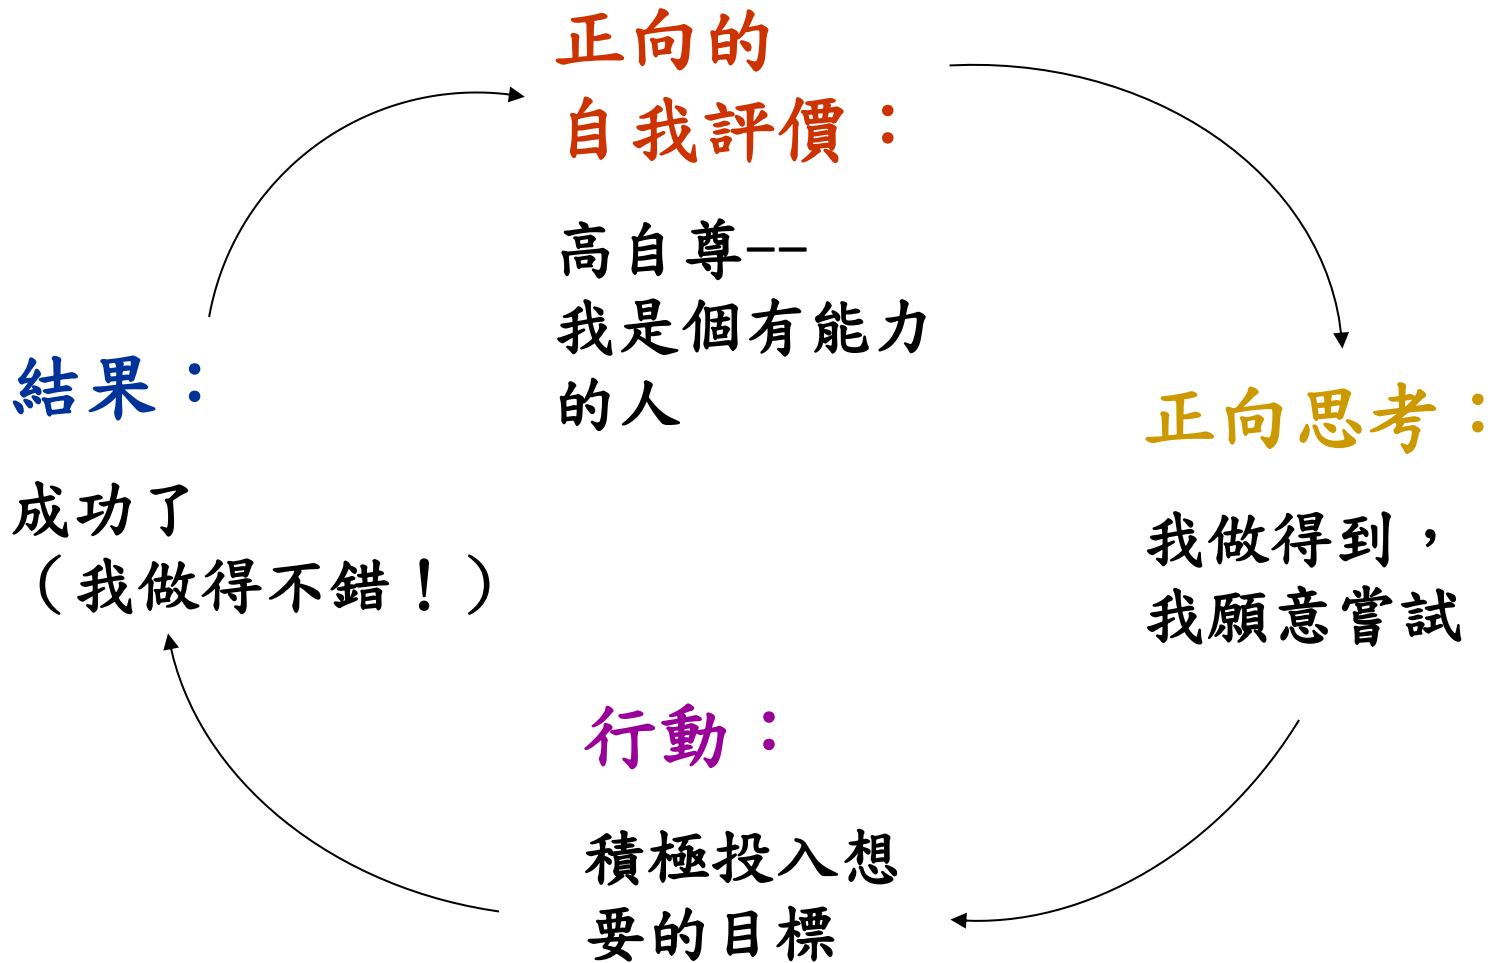 正向的
自我評價：
高自尊--
我是個有能力
的人
正向思考：
我做得到，
我願意嘗試
行動：
積極投入想
要的目標
結果：
成功了
（我做得不錯！）